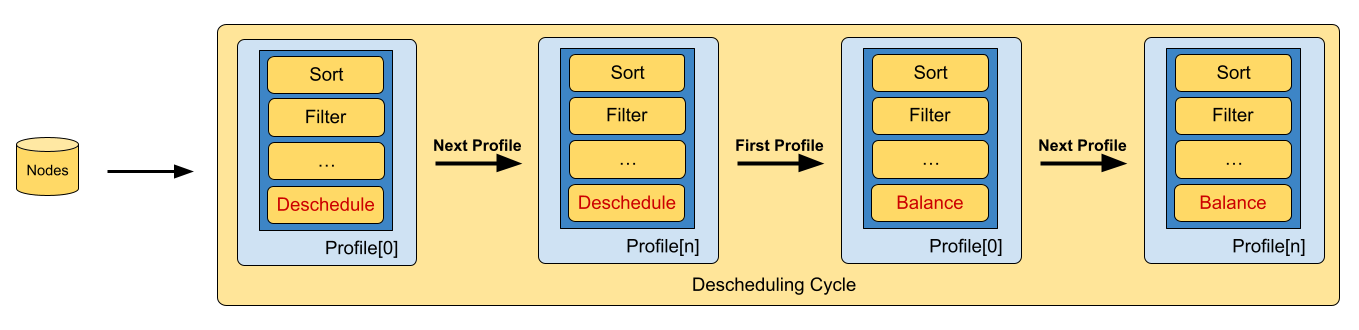 Nodes
Sort
Filter
...
Deschedule
Profile[0]
Next Profile
Sort
Filter
...
Deschedule
Profile[n]
First Profile
Sort
Filter
...
Balance
Profile[0]
Next Profile
Sort
Filter
...
Balance
Profile[n]
Descheduling Cycle